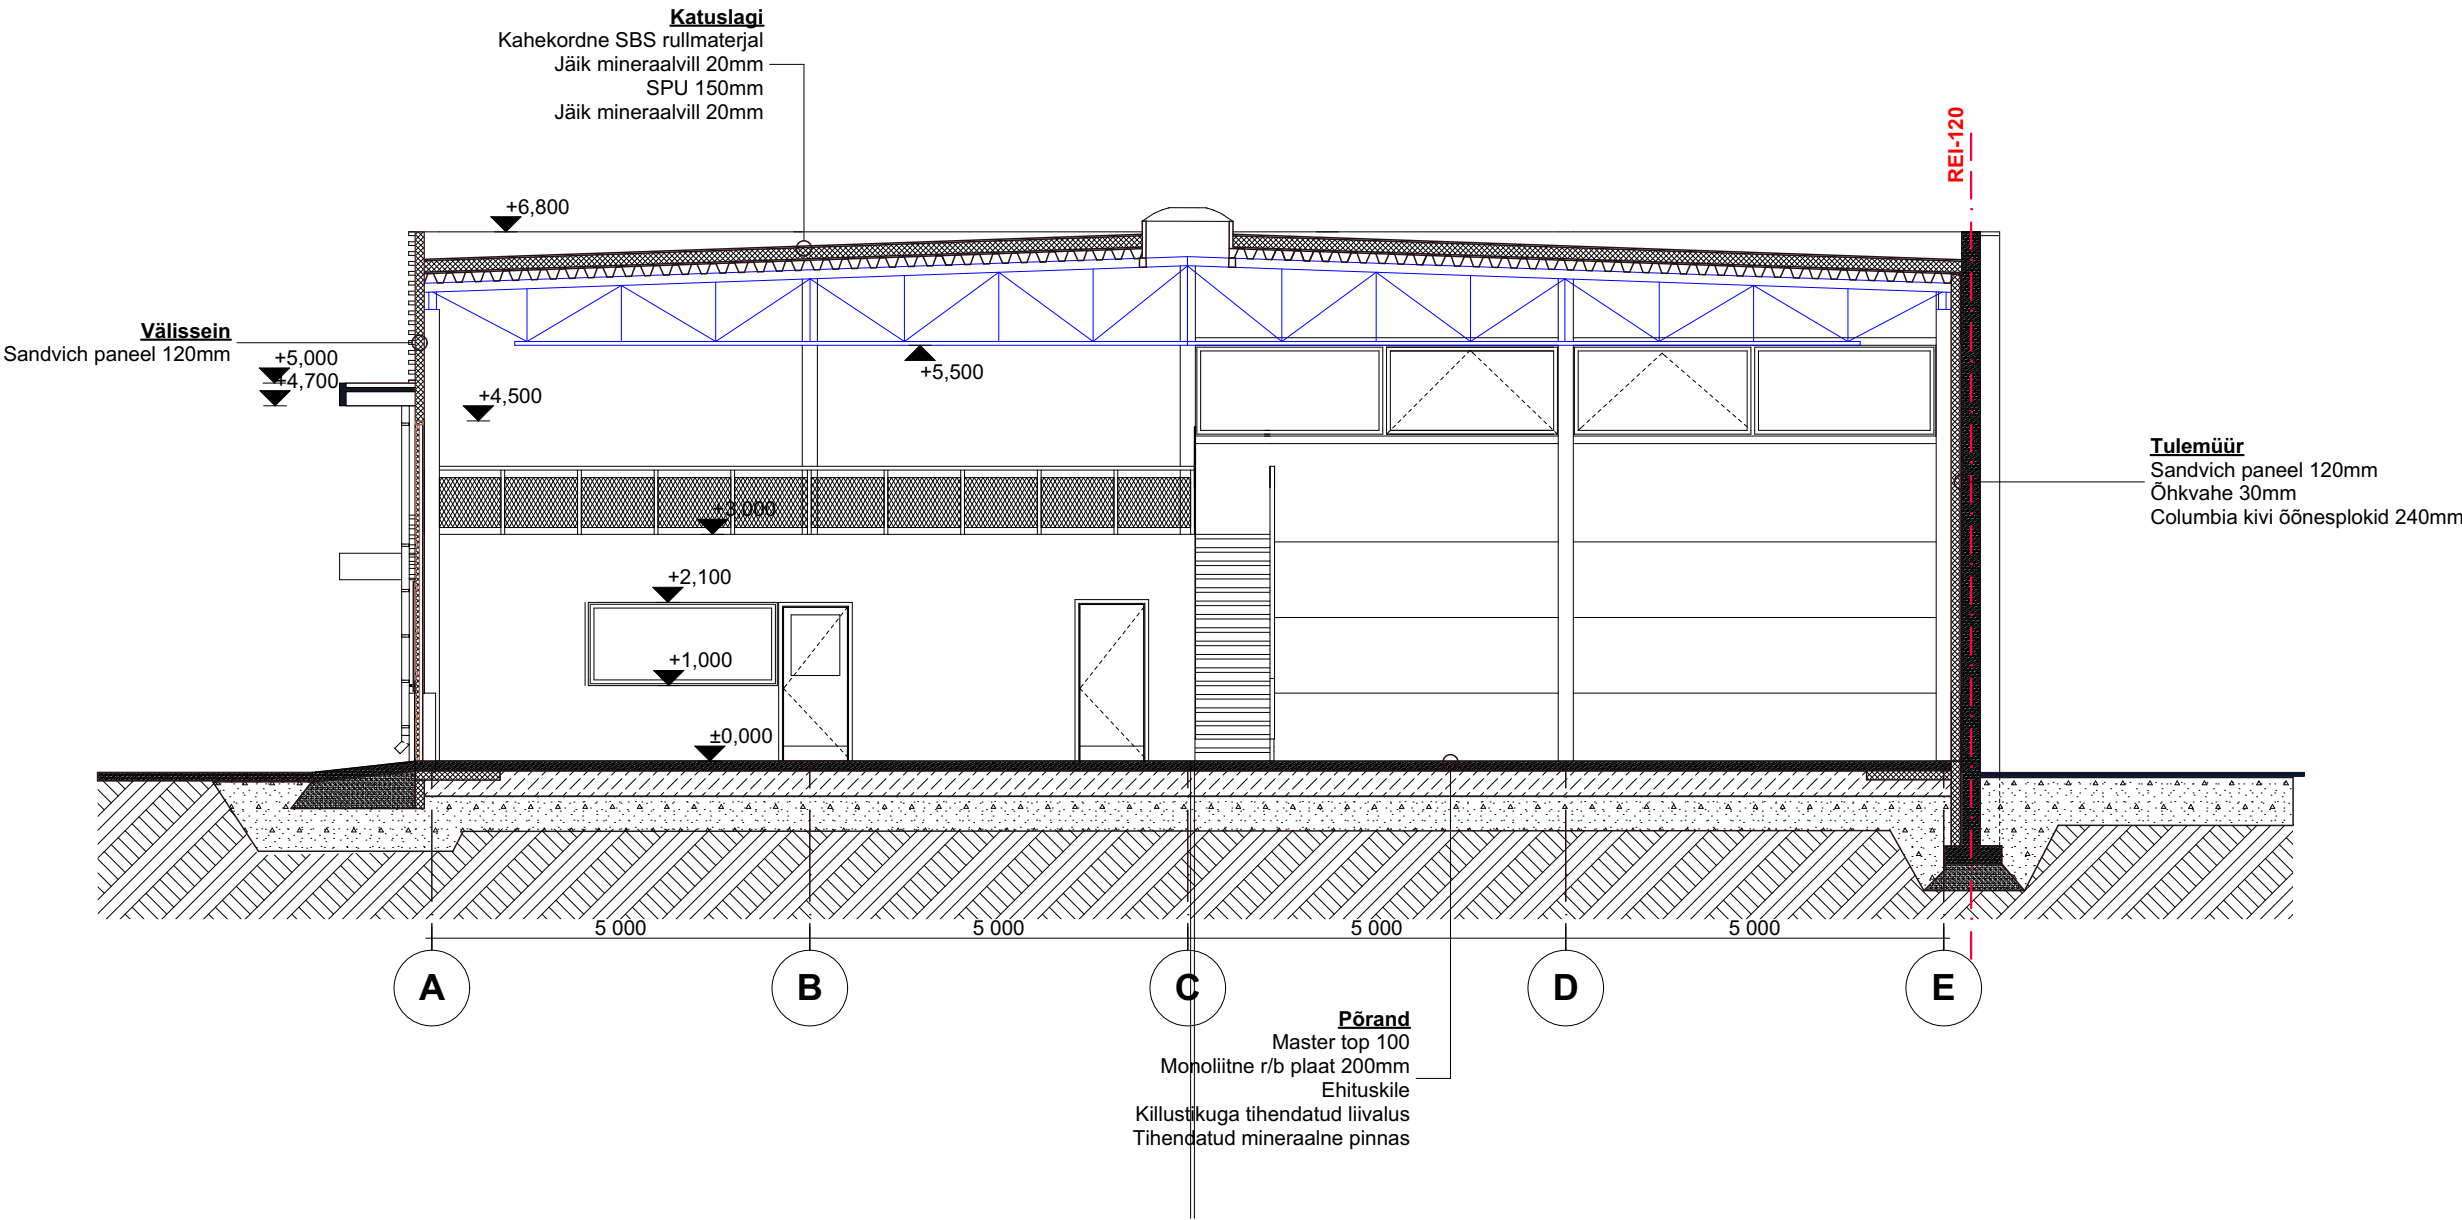 Katuslagi
Kahekordne SBS rullmaterjal
Jäik mineraalvill 20mm
SPU 150mm
Jäik mineraalvill 20mm
REI-120
+6,800
Välissein
Sandvich paneel 120mm
+5,000
+4,700
+5,500
+4,500
Tulemüür
Sandvich paneel 120mm
Õhkvahe 30mm
Columbia kivi õõnesplokid 240mm
+3,000
+2,100
+1,000
±0,000
5 000
5 000
5 000
5 000
A
B
C
D
E
Põrand
Master top 100
Monoliitne r/b plaat 200mm
Ehituskile
Killustikuga tihendatud liivalus
Tihendatud mineraalne pinnas